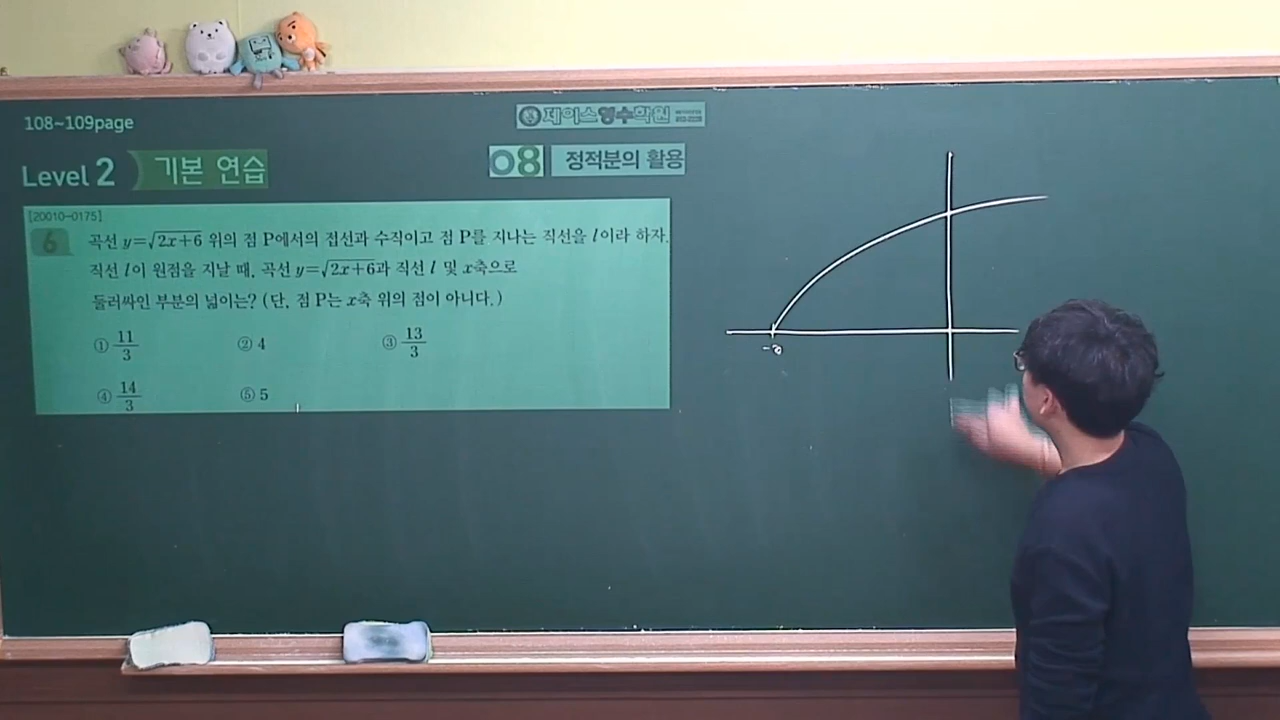 108~109page
제이스영수학원
Level 2 기본 연습
08 정적분의 활용
[20010-0175]
6 곡선 y=√2x+6 위의 점 P에서의 접선과 수직이고 점 P를 지나는 직선을 l이라 하자.
직선 l이 원점을 지날 때, 곡선 y=√2x+6과 직선 l 및 x축으로
둘러싸인 부분의 넓이는? (단, 점 P는 x축 위의 점이 아니다.)
① 11/3 ② 4 ③ 13/3
④ 14/3 ⑤ 5
-3